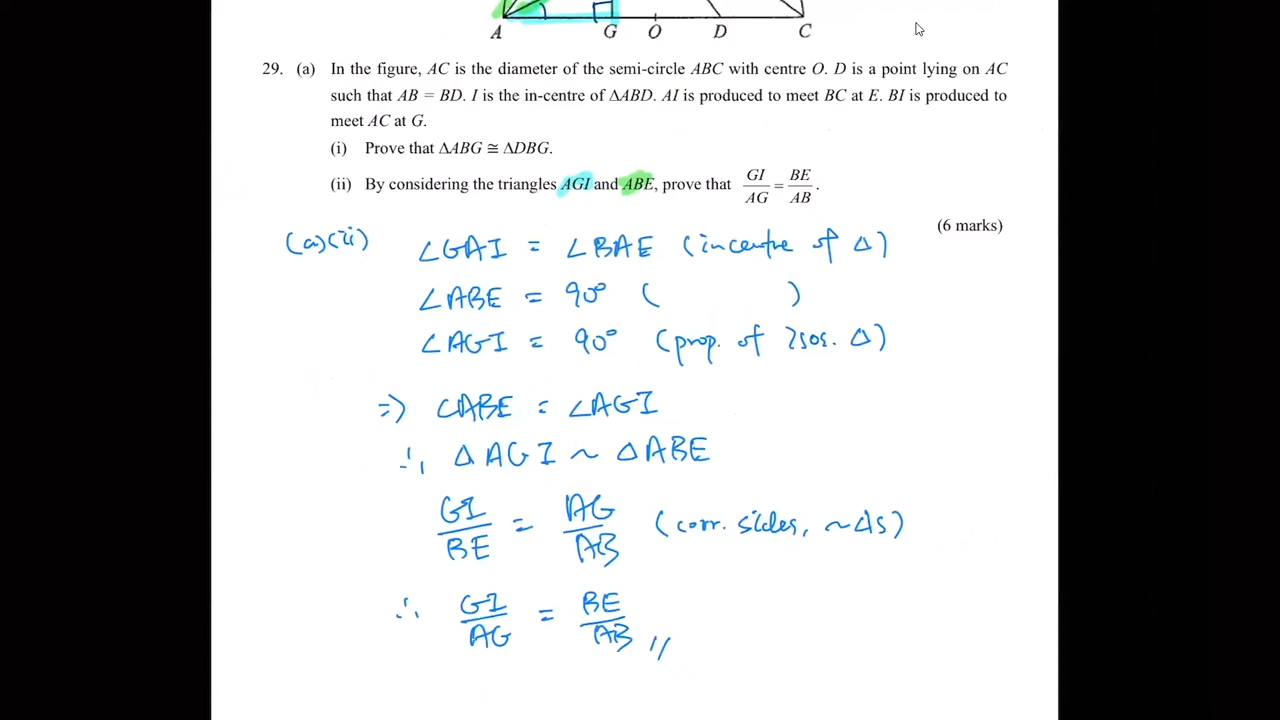 A G O D C
29. (a) In the figure, AC is the diameter of the semi-circle ABC with centre O. D is a point lying on AC
such that AB = BD. I is the in-centre of ΔABD. AI is produced to meet BC at E. BI is produced to
meet AC at G.
(i) Prove that ΔABG ≅ ΔDBG.
(ii) By considering the triangles AGI and ABE, prove that GI/AG = BE/AB.
(6 marks)
(a)(ii) ∠GAI = ∠BAE (incentre of Δ)
∠ABE = 90° ( )
∠AGI = 90° (prop. of isos. Δ)
⇒ ∠ABE = ∠AGI
∴ ΔAGI ~ ΔABE
GI/BE = AG/AB (corr. sides, ~Δs)
∴ GI/AG = BE/AB //